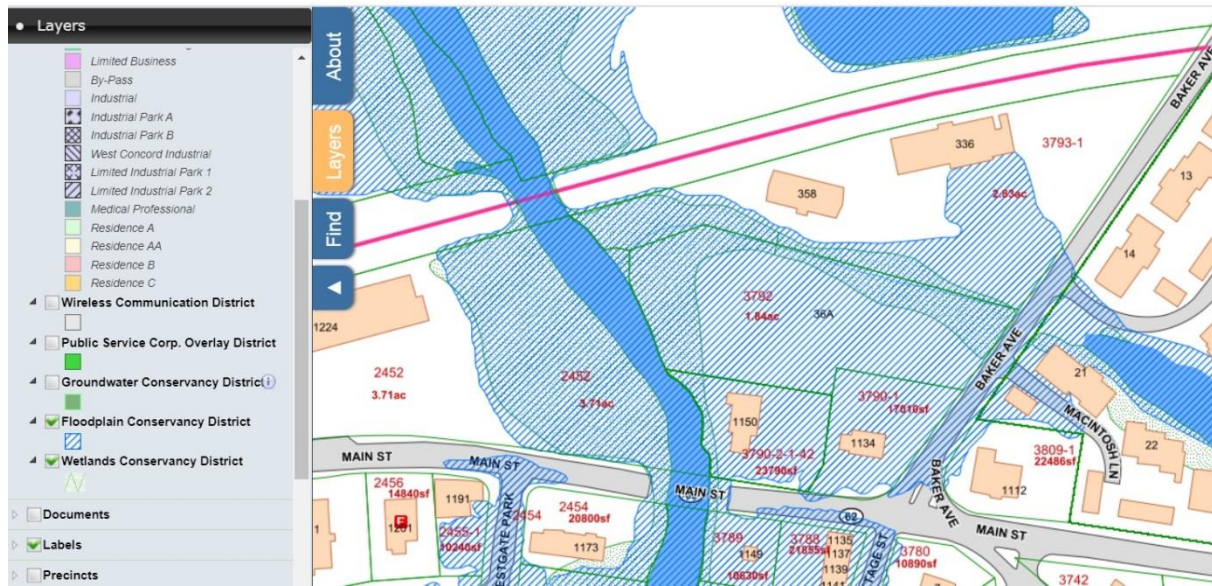 Layers
Limited Business
By-Pass
Industrial
Industrial Park A
Industrial Park B
West Concord Industrial
Limited Industrial Park 1
Limited Industrial Park 2
Medical Professional
Residence A
Residence AA
Residence B
Residence C
Wireless Communication District
Public Service Corp. Overlay District
Groundwater Conservancy District
i
Floodplain Conservancy District
Wetlands Conservancy District
Documents
Labels
Precincts
About
Layers
Find
BAKER AVE
336
3793-1
2.83ac
358
13
14
1224
3792
1.84ac
36A
2452
3.71ac
2452
3.71ac
BAKER AVE
21
MACINTOSH LN
22
3790-1
17010sf
1150
1134
3790-2-1-42
23790sf
3809-1
22486sf
1112
MAIN ST
MAIN ST
MAIN ST
62
BAKER AVE
MAIN ST
2456
14840sf
1191
F
1201
2455-1
10240sf
2454
2454
20800sf
1173
3789
1149
10630sf
3788
21855sf
1135
1137
1139
1141
3780
10890sf
3742